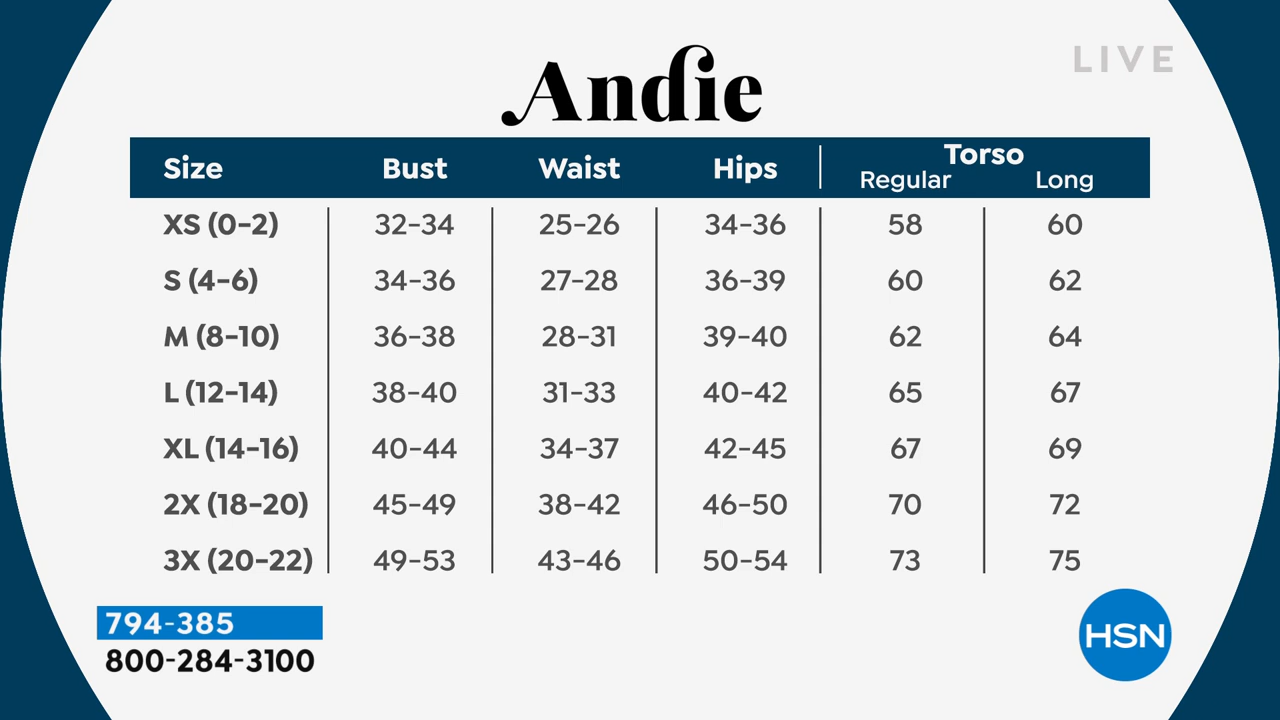 LIVE
Andie
Size Bust Waist Hips Torso
Regular Long
XS (0-2) 32-34 25-26 34-36 58 60
S (4-6) 34-36 27-28 36-39 60 62
M (8-10) 36-38 28-31 39-40 62 64
L (12-14) 38-40 31-33 40-42 65 67
XL (14-16) 40-44 34-37 42-45 67 69
2X (18-20) 45-49 38-42 46-50 70 72
3X (20-22) 49-53 43-46 50-54 73 75
794-385
800-284-3100
HSN